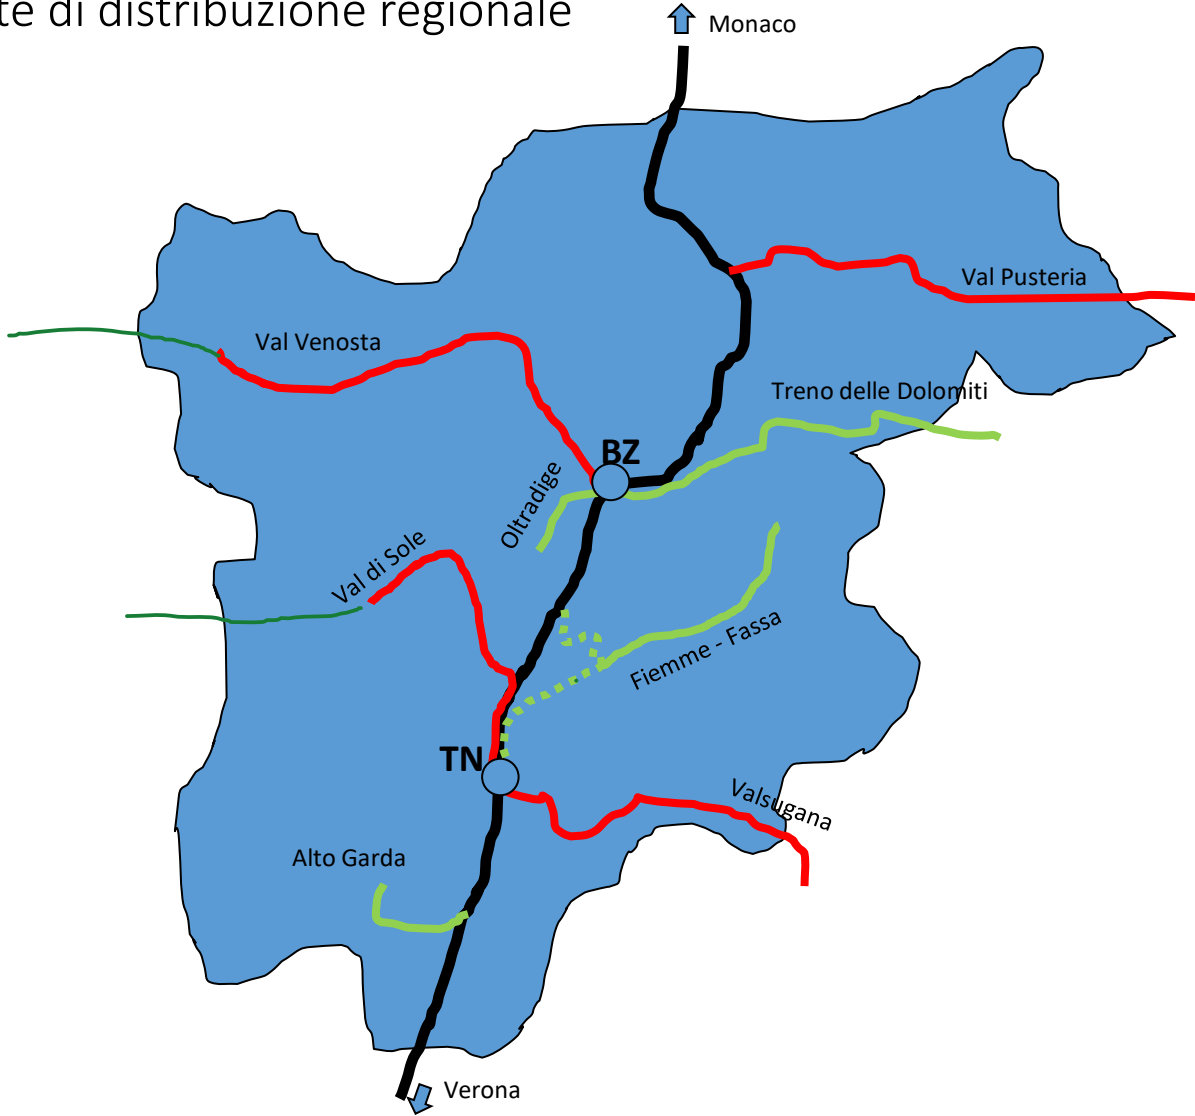 di distribuzione regionale
Monaco
Val Pusteria
Val Venosta
Treno delle Dolomiti
BZ
Oltradige
Val di Sole
Fiemme - Fassa
TN
Valsugana
Alto Garda
Verona